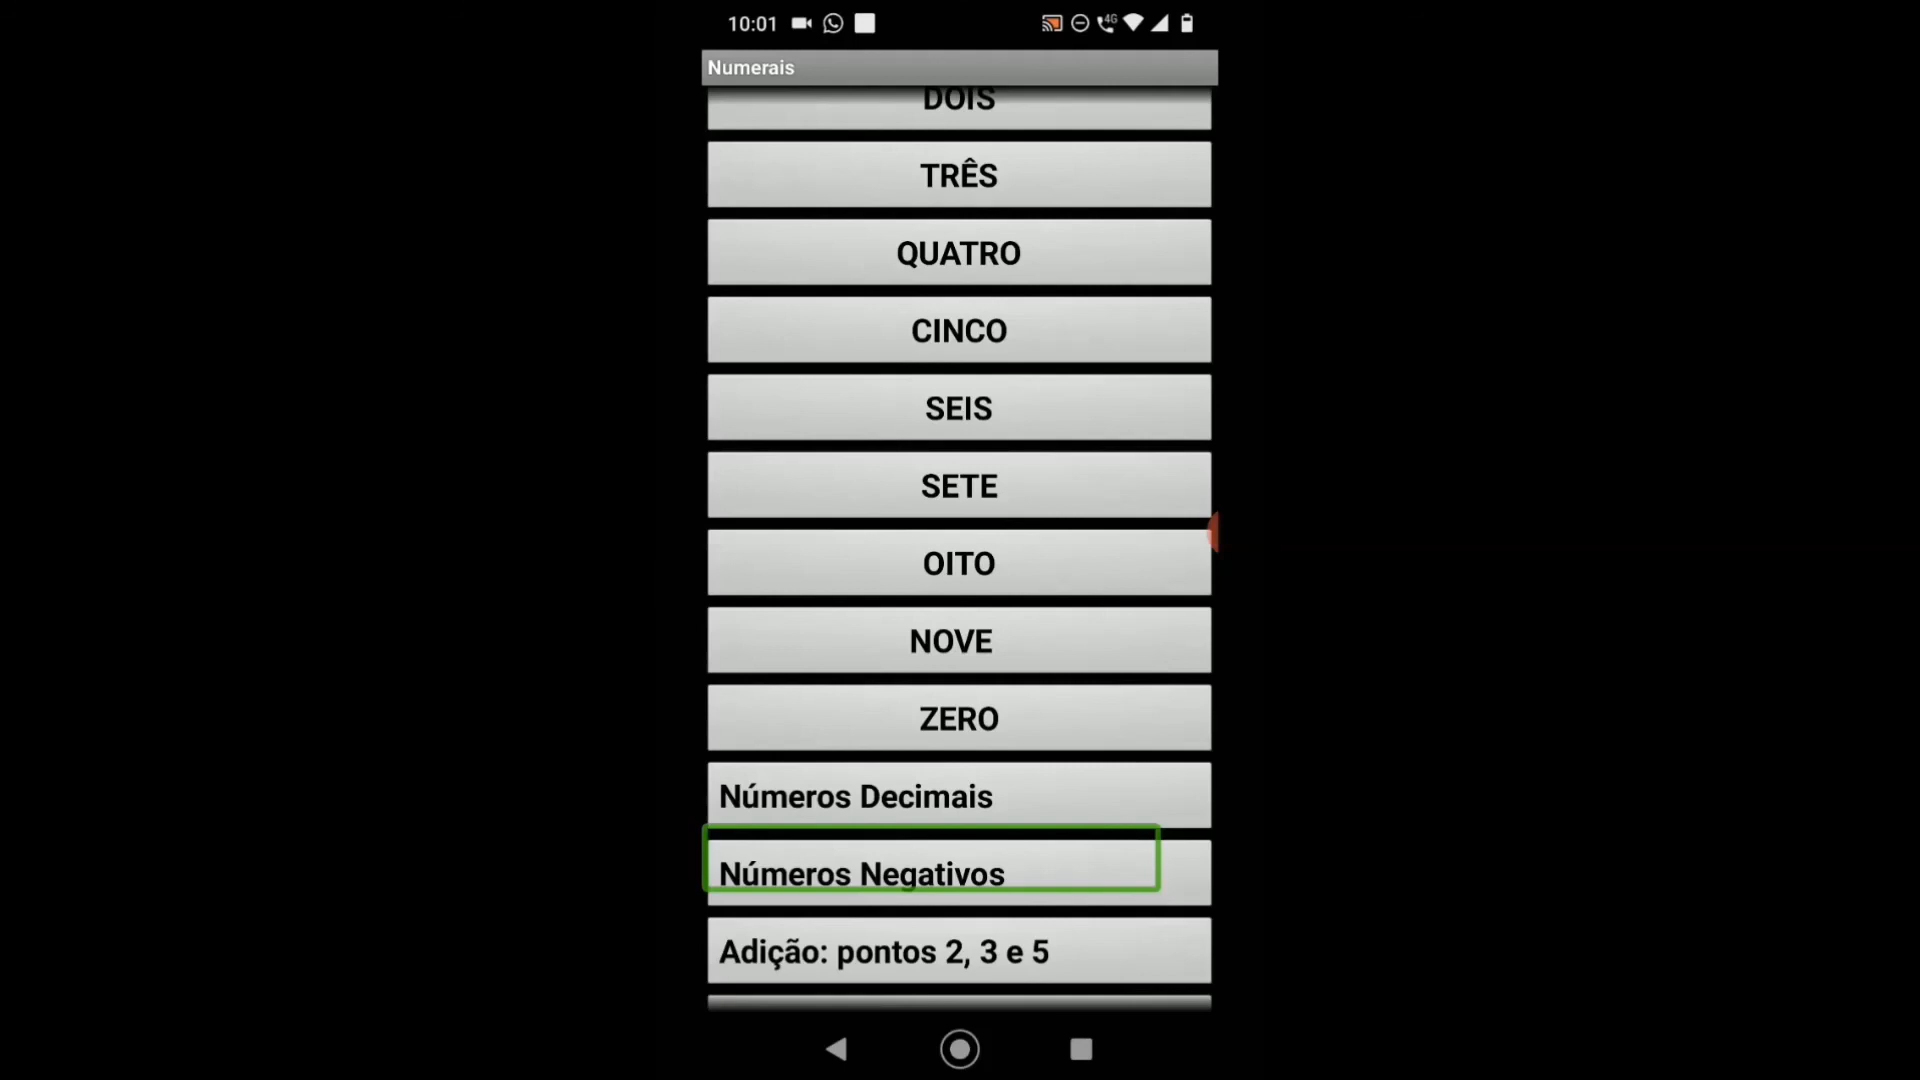 10:01
4G
Numerais
DOIS
TRÊS
QUATRO
CINCO
SEIS
SETE
OITO
NOVE
ZERO
Números Decimais
Números Negativos
Adição: pontos 2, 3 e 5